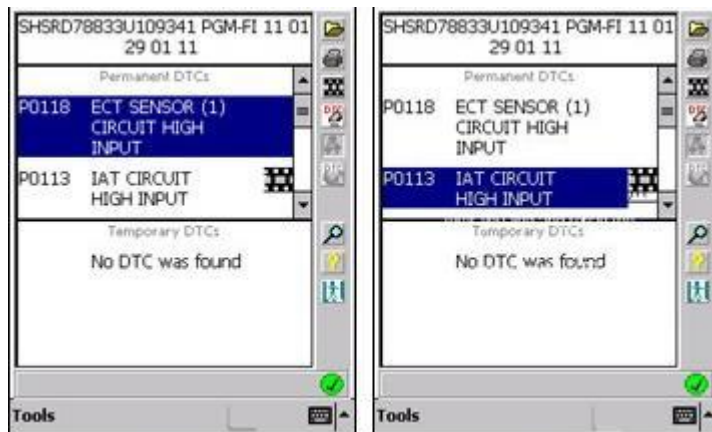 SHSRD78833U109341 PGM-FI 11 01
29 01 11
Permanent DTCs
P0118 ECT SENSOR (1)
CIRCUIT HIGH
INPUT
P0113 IAT CIRCUIT
HIGH INPUT
Temporary DTCs
No DTC was found
Tools
SHSRD78833U109341 PGM-FI 11 01
29 01 11
Permanent DTCs
P0118 ECT SENSOR (1)
CIRCUIT HIGH
INPUT
P0113 IAT CIRCUIT
HIGH INPUT
Temporary DTCs
No DTC was found
Tools